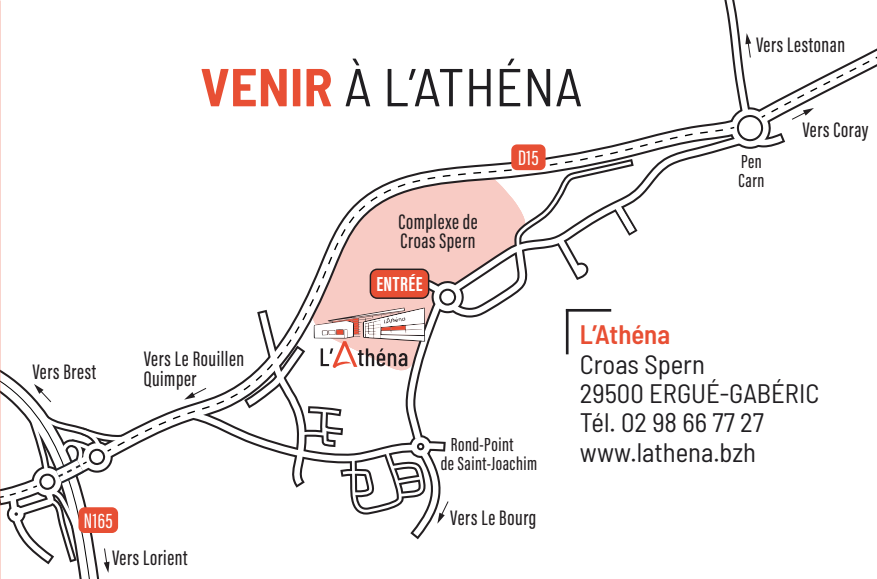 VENIR À L'ATHÉNA
Vers Lestonan
Vers Coray
D15
Pen
Carn
Complexe de
Croas Spern
ENTRÉE
l'Athéna
L'Athéna
L'Athéna
Croas Spern
29500 ERGUÉ-GABÉRIC
Tél. 02 98 66 77 27
www.lathena.bzh
Vers Brest
Vers Le Rouillen
Quimper
Rond-Point
de Saint-Joachim
N165
Vers Le Bourg
Vers Lorient